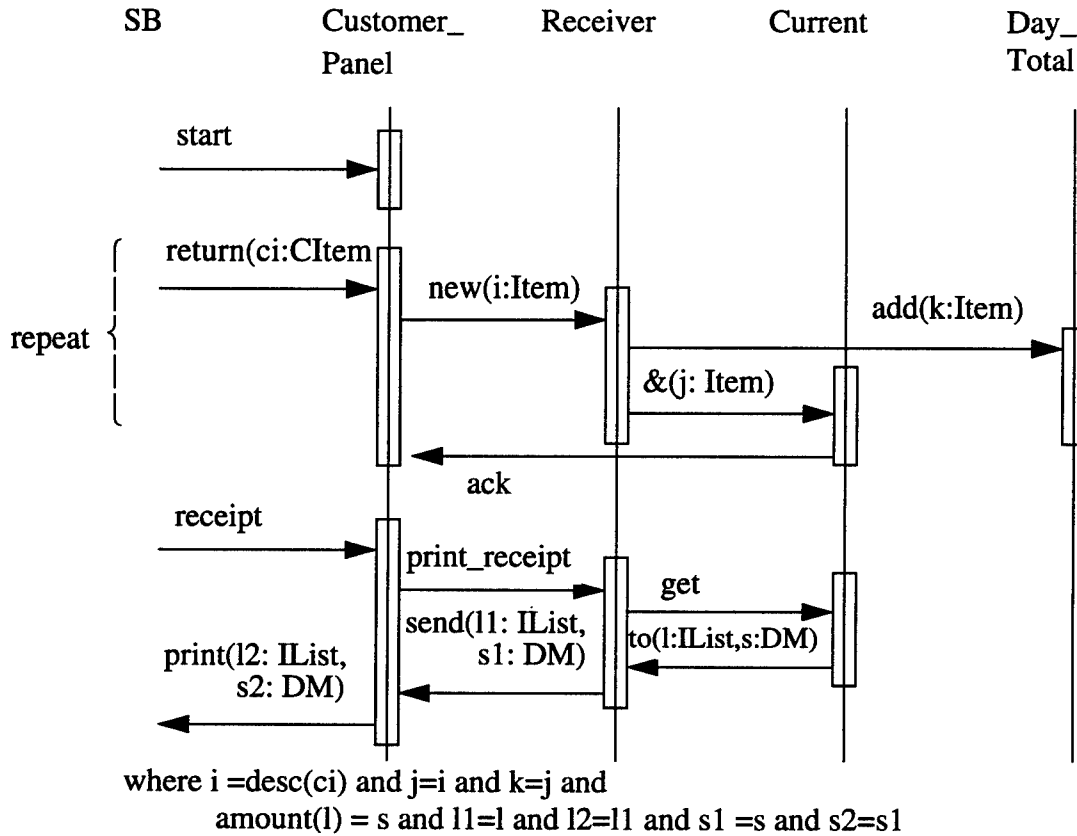 SB
Customer_
Panel
Receiver
Current
Day_
Total
start
return(ci:CItem
new(i:Item)
add(k:Item)
repeat
&(j: Item)
ack
receipt
print_receipt
get
send(l1: IList,
s1: DM)
to(l:IList,s:DM)
print(l2: IList,
s2: DM)
where i =desc(ci) and j=i and k=j and
amount(l) = s and l1=l and l2=l1 and s1 =s and s2=s1